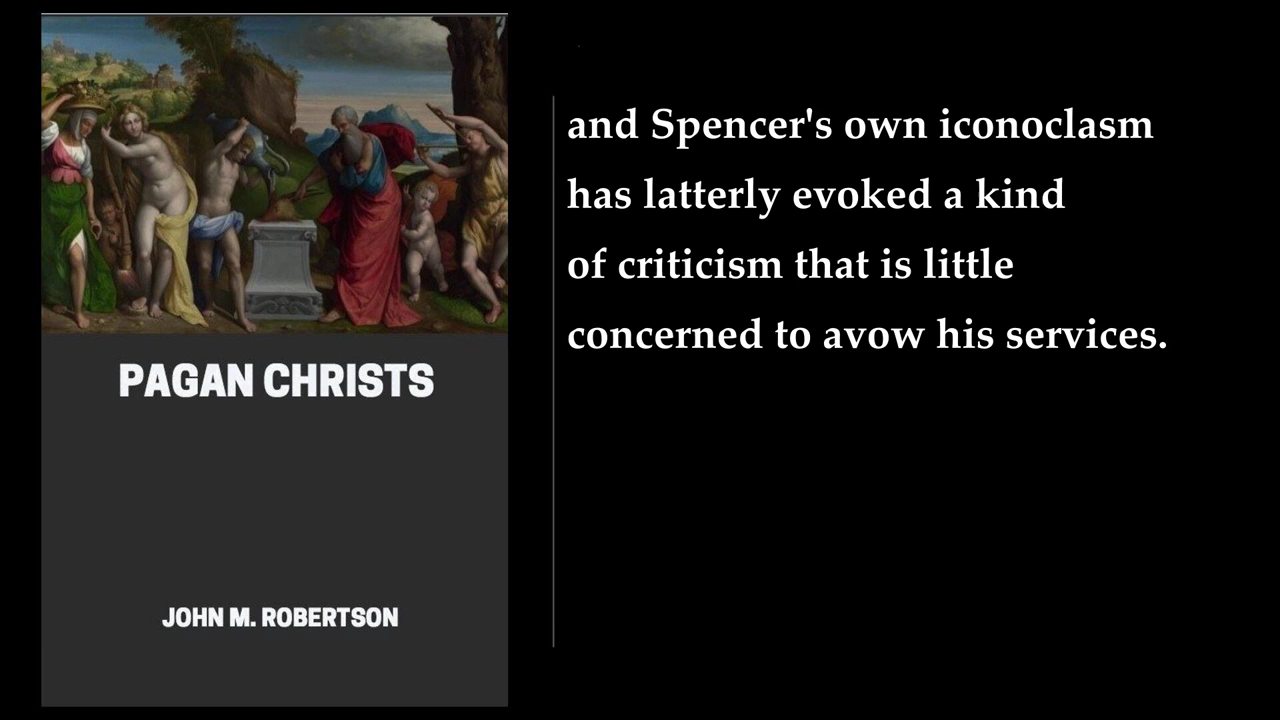 PAGAN CHRISTS
JOHN M. ROBERTSON
and Spencer's own iconoclasm
has latterly evoked a kind
of criticism that is little
concerned to avow his services.